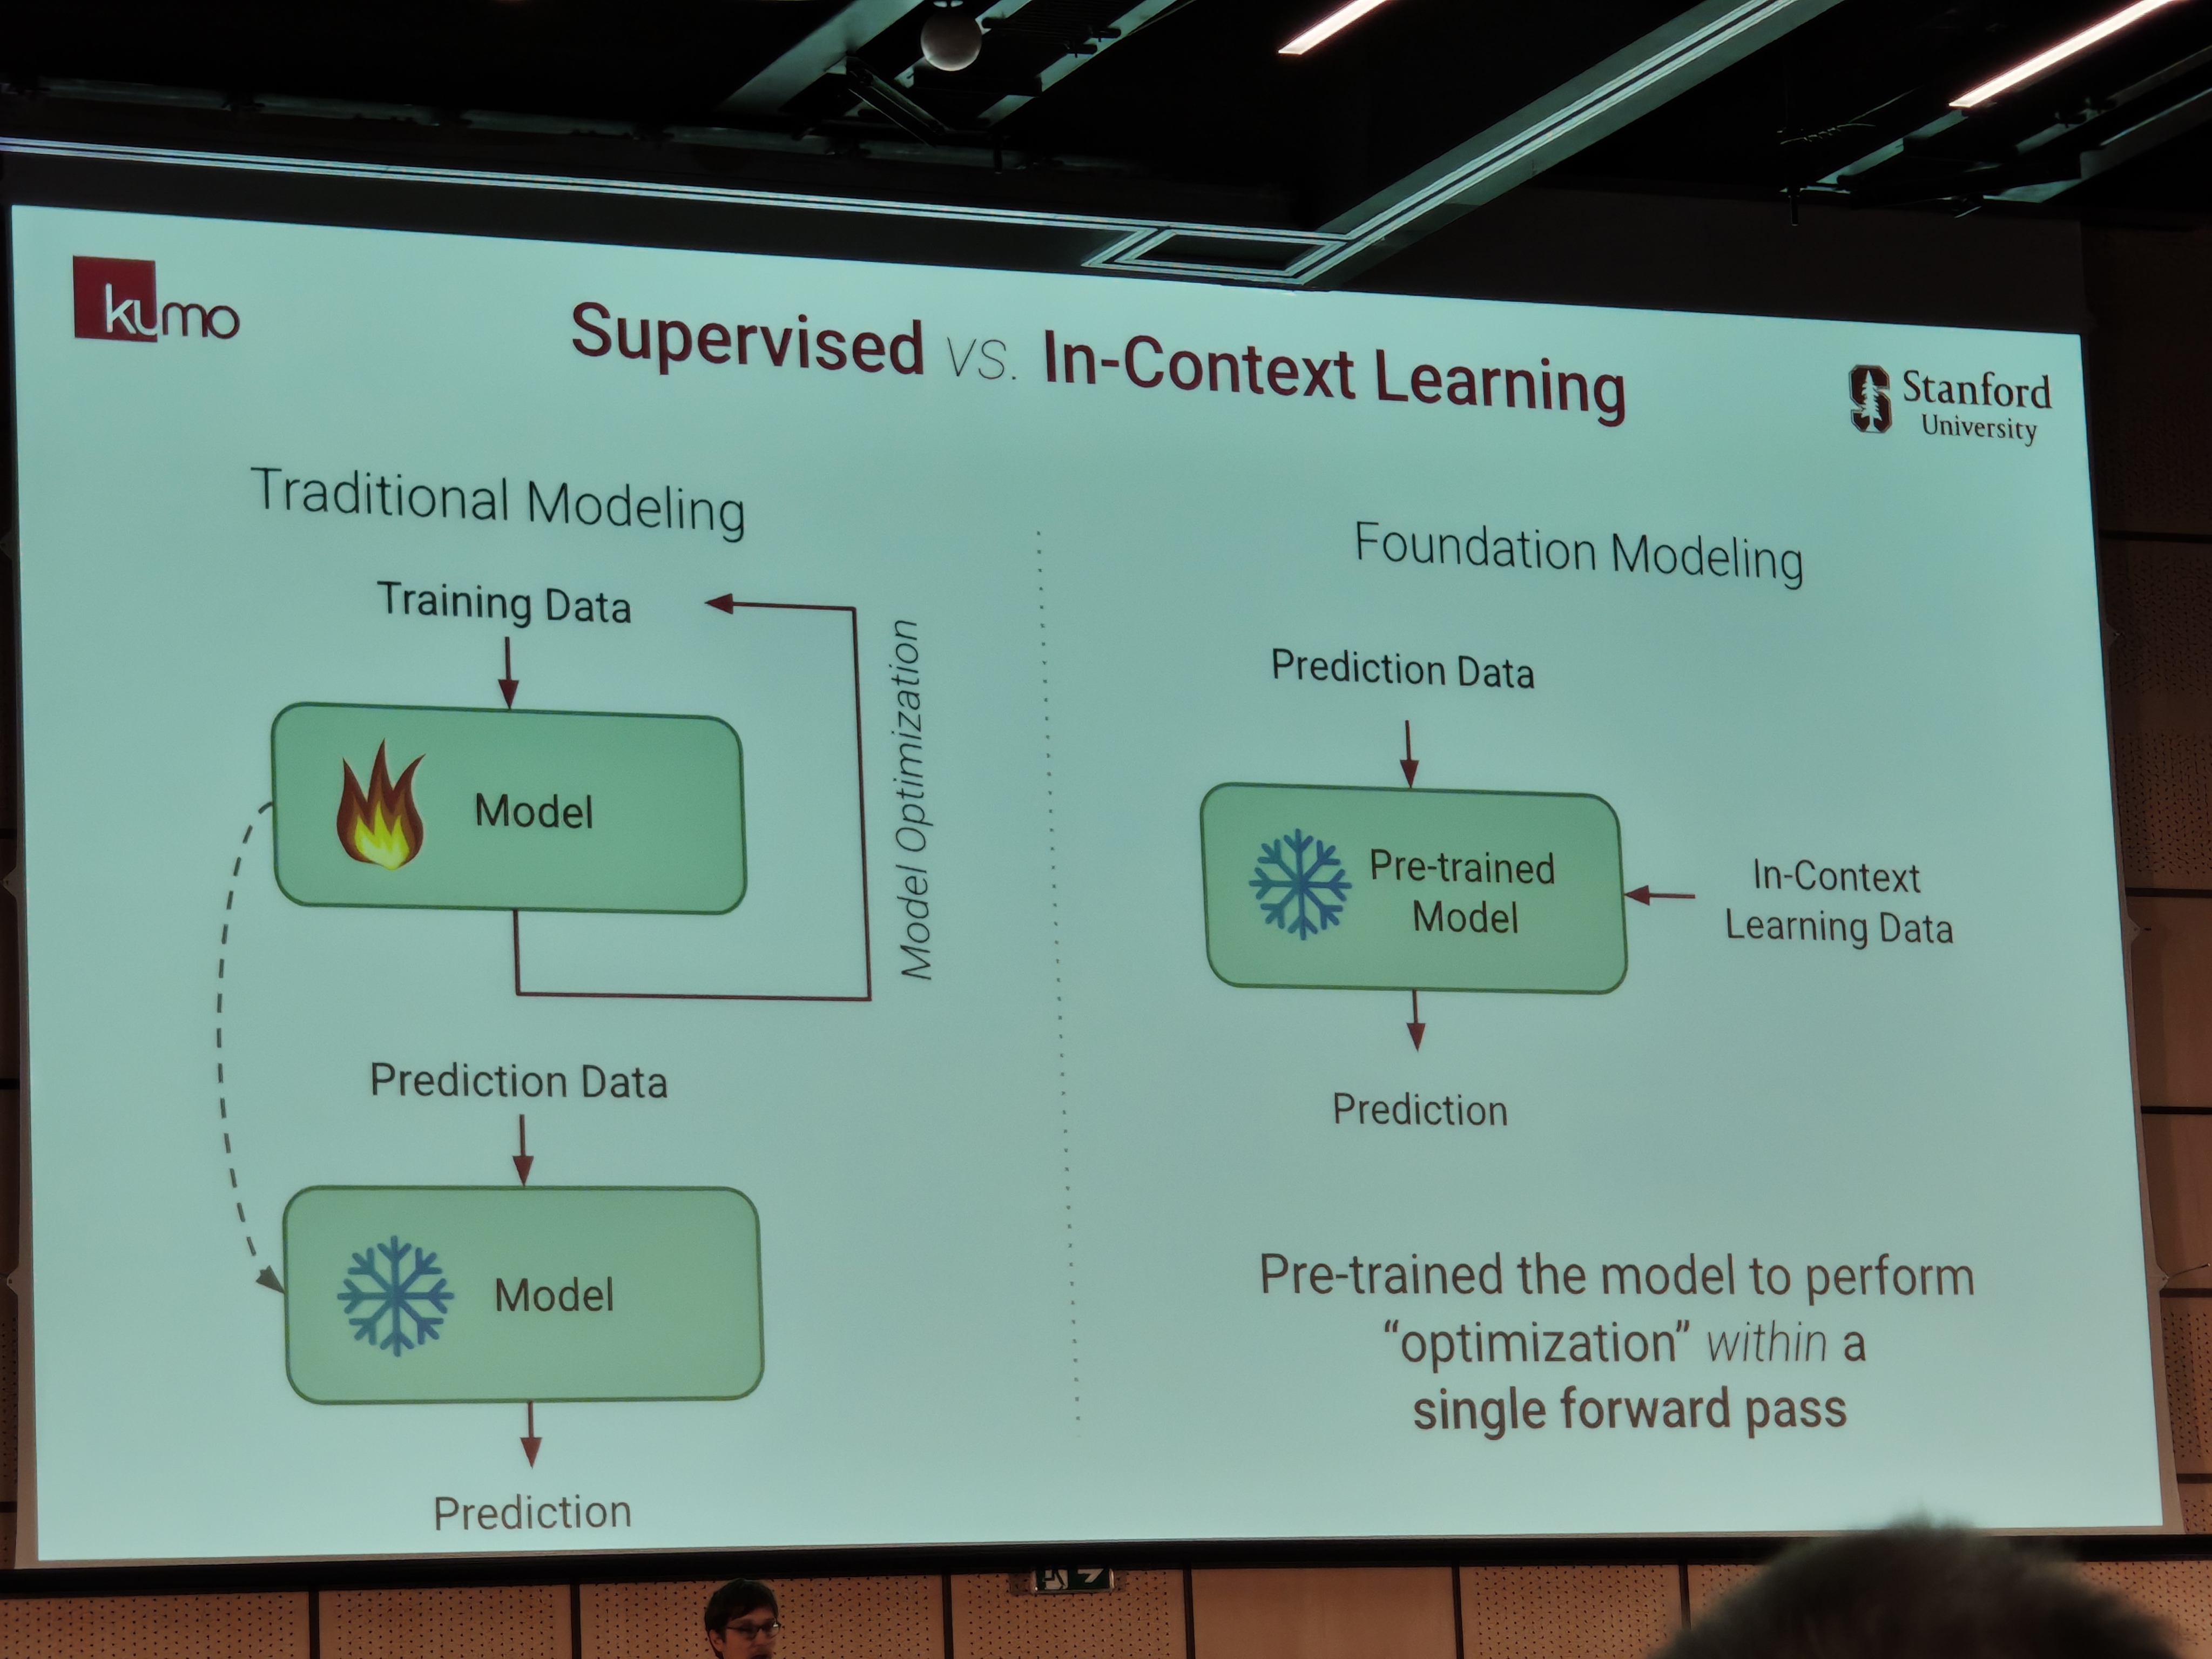 kumo
Supervised vs. In-Context Learning
Stanford
University
Traditional Modeling
Training Data
Model
Model Optimization
Prediction Data
Model
Prediction
Foundation Modeling
Prediction Data
Pre-trained
Model
In-Context
Learning Data
Prediction
Pre-trained the model to perform
“optimization” within a
single forward pass